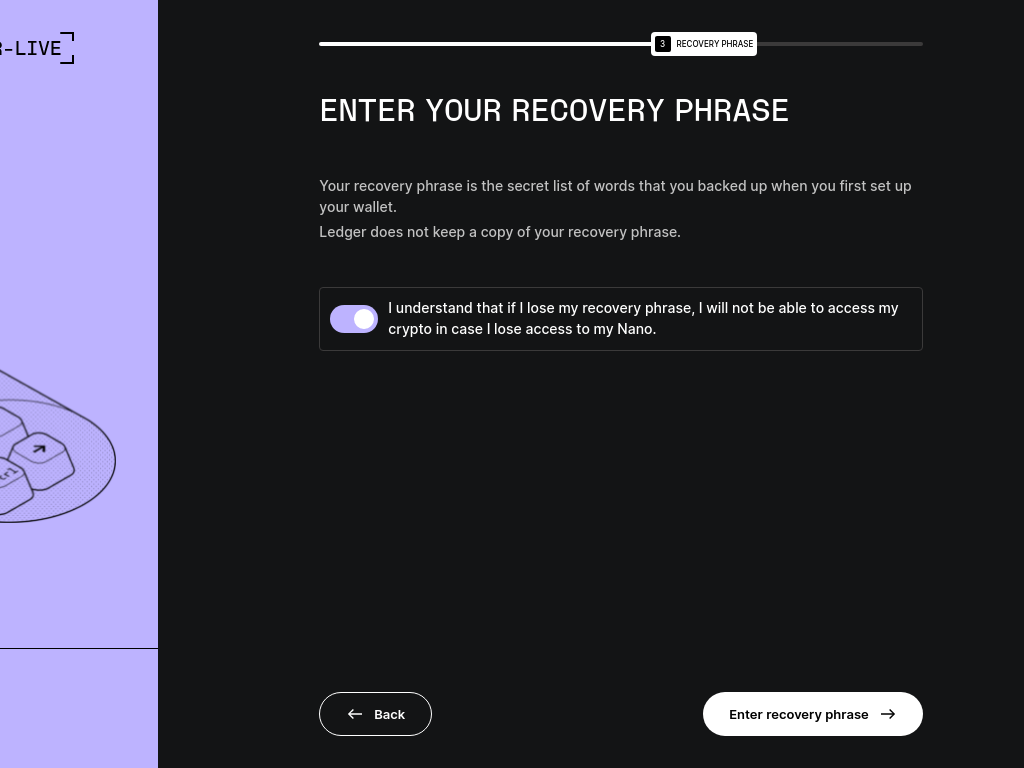 -LIVE
3 RECOVERY PHRASE
ENTER YOUR RECOVERY PHRASE
Your recovery phrase is the secret list of words that you backed up when you first set up
your wallet.
Ledger does not keep a copy of your recovery phrase.
I understand that if I lose my recovery phrase, I will not be able to access my
crypto in case I lose access to my Nano.
Back
Enter recovery phrase